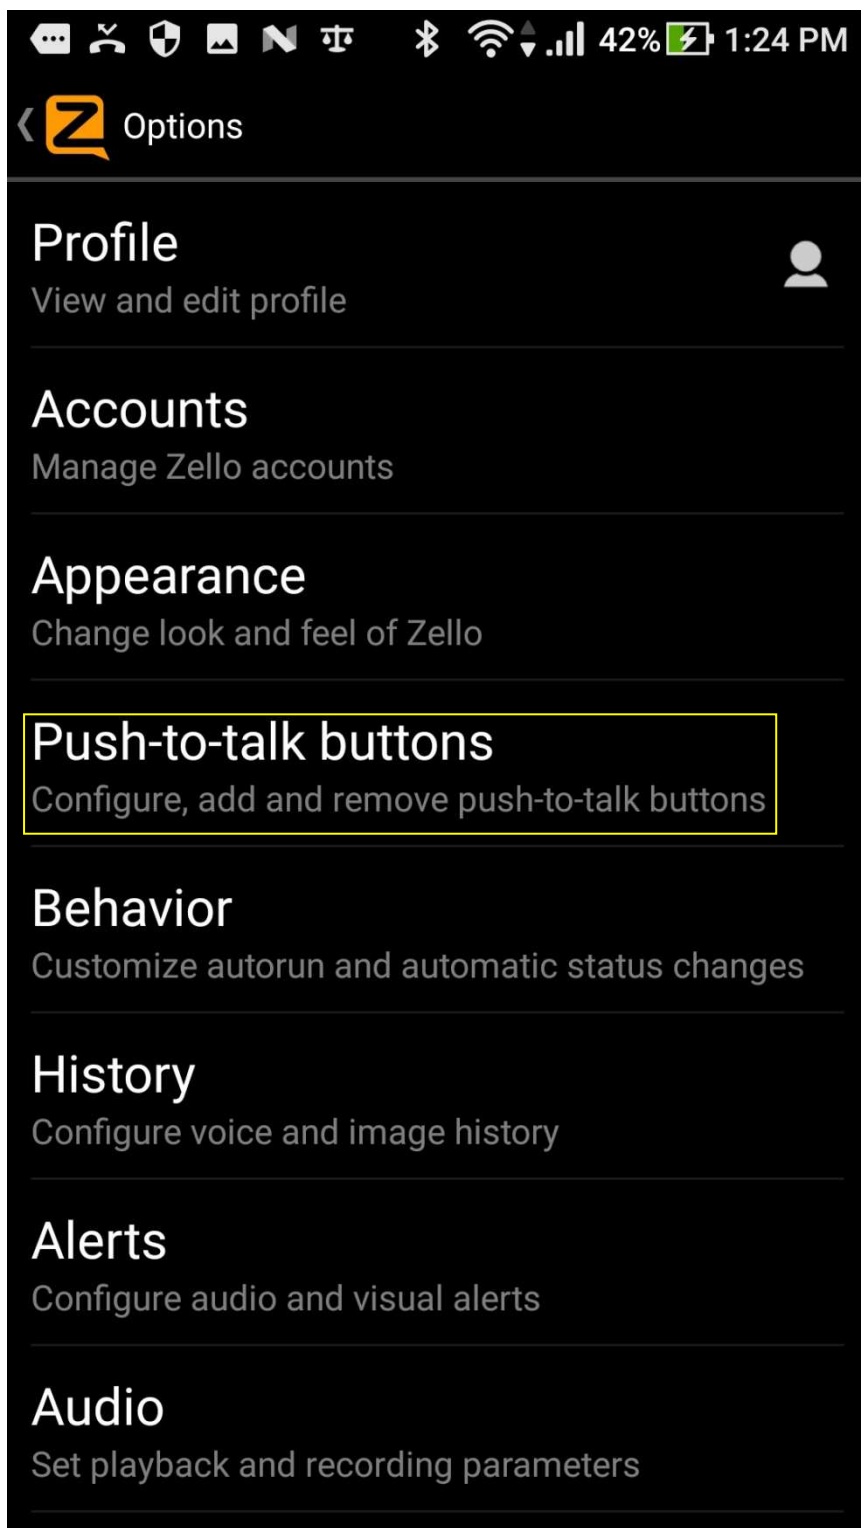 42% 1:24 PM
Options
Profile
View and edit profile
Accounts
Manage Zello accounts
Appearance
Change look and feel of Zello
Push-to-talk buttons
Configure, add and remove push-to-talk buttons
Behavior
Customize autorun and automatic status changes
History
Configure voice and image history
Alerts
Configure audio and visual alerts
Audio
Set playback and recording parameters